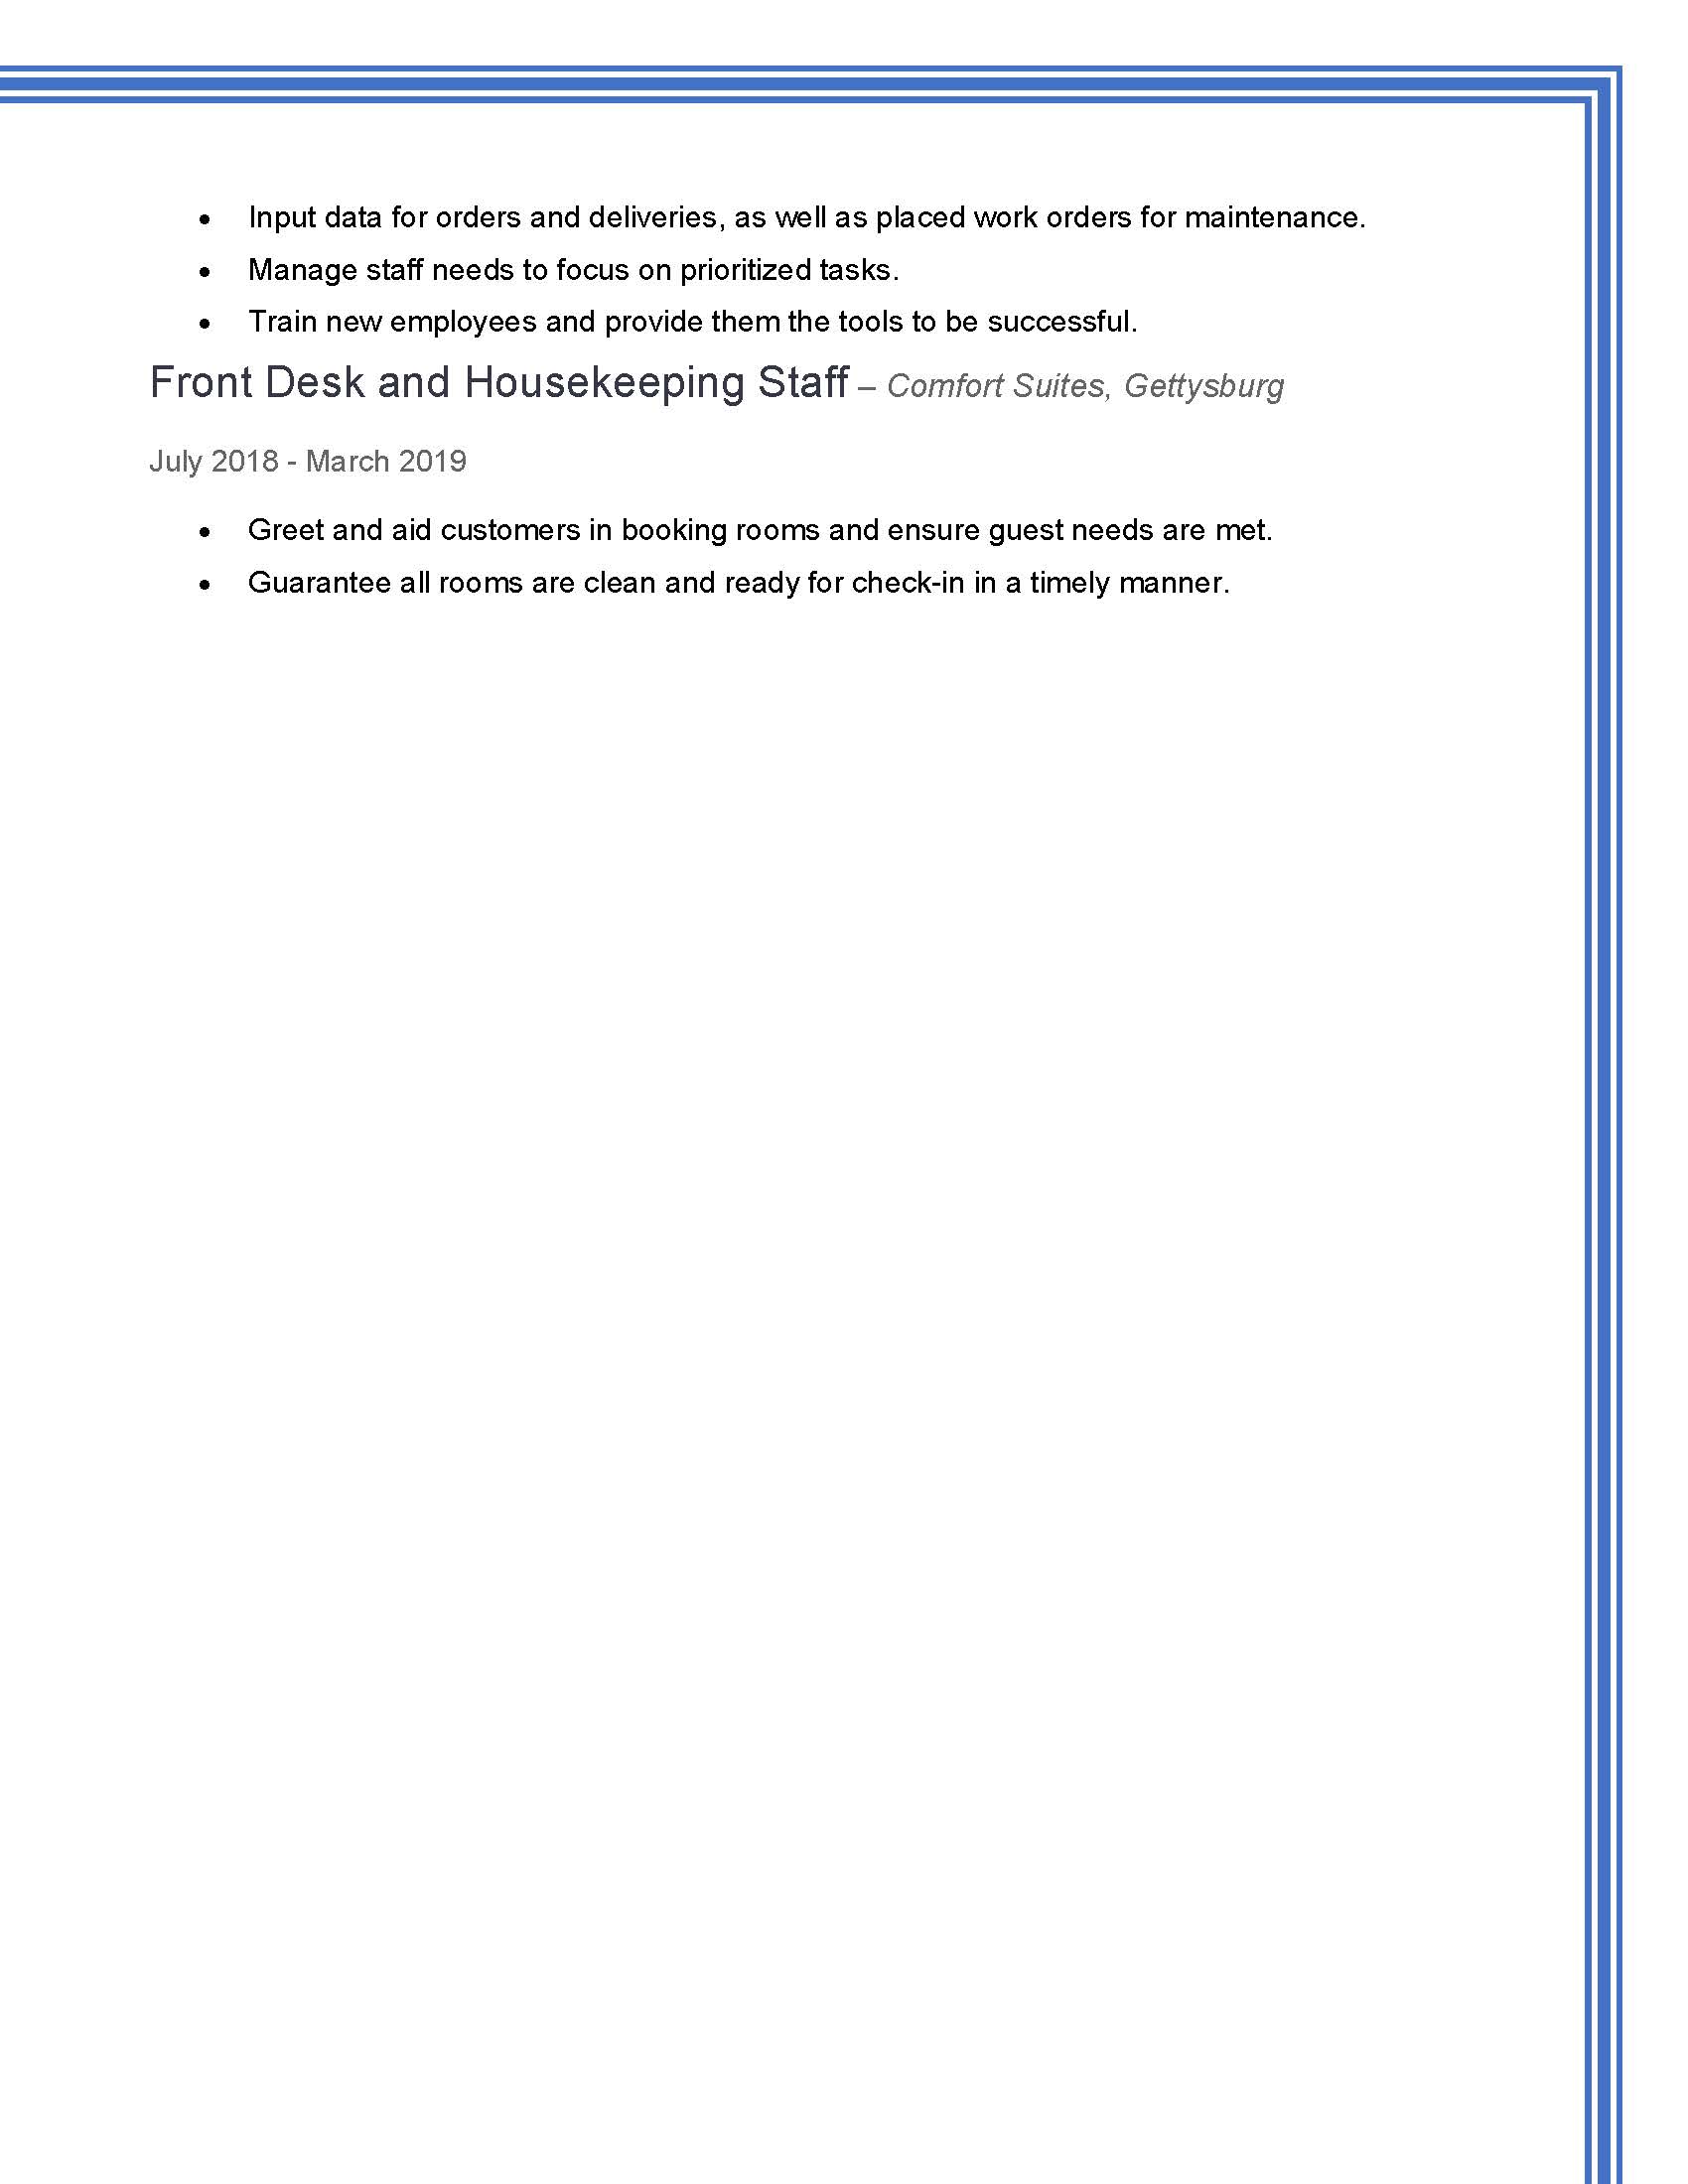 • Input data for orders and deliveries, as well as placed work orders for maintenance.
• Manage staff needs to focus on prioritized tasks.
• Train new employees and provide them the tools to be successful.
Front Desk and Housekeeping Staff – Comfort Suites, Gettysburg
July 2018 - March 2019
• Greet and aid customers in booking rooms and ensure guest needs are met.
• Guarantee all rooms are clean and ready for check-in in a timely manner.